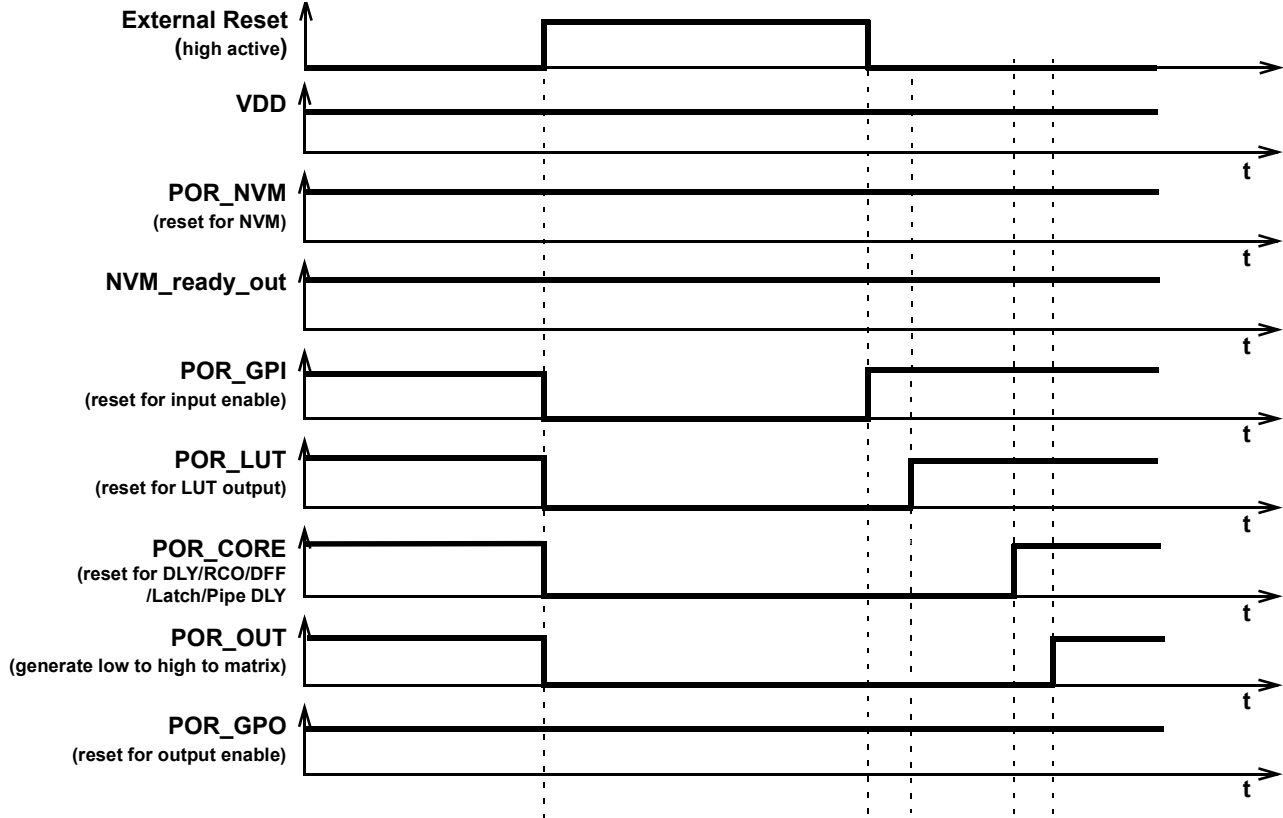 External Reset
(high active)
VDD
t
POR_NVM
(reset for NVM)
t
NVM_ready_out
t
POR_GPI
(reset for input enable)
t
POR_LUT
(reset for LUT output)
t
POR_CORE
(reset for DLY/RCO/DFF
/Latch/Pipe DLY
t
POR_OUT
(generate low to high to matrix)
t
POR_GPO
(reset for output enable)
t